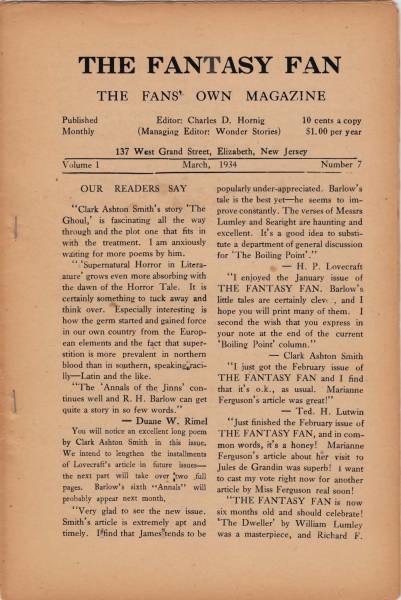 THE FANTASY FAN
THE FANS' OWN MAGAZINE
Published
Monthly
Editor: Charles D. Hornig
(Managing Editor: Wonder Stories)
10 cents a copy
$1.00 per year
137 West Grand Street, Elizabeth, New Jersey
Volume 1 March, 1934 Number 7
OUR READERS SAY
"Clark Ashton Smith's story 'The
Ghoul,' is fascinating all the way
through and the plot one that fits in
with the treatment. I am anxiously
waiting for more poems by him.
"'Supernatural Horror in Litera-
ature' grows even more absorbing with
the dawn of the Horror Tale. It is
certainly something to tuck away and
think over. Especially interesting is
how the germ started and gained force
in our own country from the Europ-
ean elements and the fact that super-
stition is more prevalent in northern
blood than in southern, speaking raci-
lly—Latin and the like.
"The 'Annals of the Jinns' con-
tinues well and R. H. Barlow can get
quite a story in so few words."
— Duane W. Rimel
You will notice an excellent long poem
by Clark Ashton Smith in this issue.
We intend to lengthen the installments
of Lovecraft's article in future issues—
the next part will take over two full
pages. Barlow's sixth "Annals" will
probably appear next month.
"Very glad to see the new issue.
Smith's article is extremely apt and
timely. I find that James tends to be
popularly under-appreciated. Barlow's
tale is the best yet—he seems to im-
prove constantly. The verses of Messrs
Lumley and Searight are haunting and
excellent. It's a good idea to substi-
tute a department of general discussion
for 'The Boiling Point'."
— H. P. Lovecraft
"I enjoyed the January issue of
THE FANTASY FAN. Barlow's
little tales are certainly clever, and I
hope you will print many of them. I
second the wish that you express in
your note at the end of the current
'Boiling Point' column."
— Clark Ashton Smith
"I just got the February issue of
THE FANTASY FAN and I find
that it's o.k., as usual. Marianne
Ferguson's article was great!"
— Ted. H. Lutwin
"Just finished the February issue of
THE FANTASY FAN, and in com-
mon words, it's a honey! Marianne
Ferguson's article about her visit to
Jules de Grandin was superb! I want
to cast my vote right now for another
article by Miss Ferguson real soon!
"THE FANTASY FAN is now
six months old and should celebrate!
'The Dweller' by William Lumley
was a masterpiece, and Richard F.